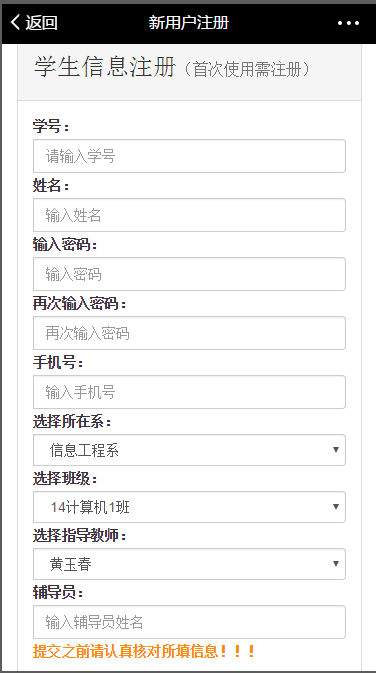 返回 新用户注册
学生信息注册（首次使用需注册）
学号：
请输入学号
姓名：
输入姓名
输入密码：
输入密码
再次输入密码：
再次输入密码
手机号：
输入手机号
选择所在系：
信息工程系
选择班级：
14计算机1班
选择指导教师：
黄玉春
辅导员：
输入辅导员姓名
提交之前请认真核对所填信息！！！